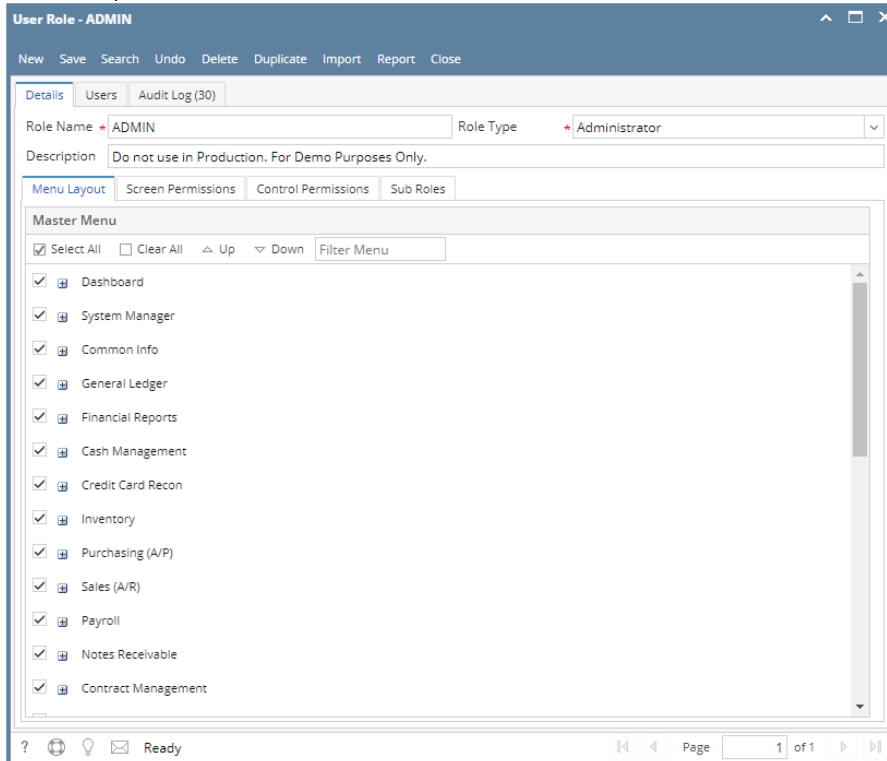 User Role - ADMIN
New Save Search Undo Delete Duplicate Import Report Close
Details Users Audit Log (30)
Role Name * ADMIN Role Type * Administrator
Description Do not use in Production. For Demo Purposes Only.
Menu Layout Screen Permissions Control Permissions Sub Roles
Master Menu
Select All Clear All Up Down Filter Menu
Dashboard
System Manager
Common Info
General Ledger
Financial Reports
Cash Management
Credit Card Recon
Inventory
Purchasing (A/P)
Sales (A/R)
Payroll
Notes Receivable
Contract Management
? Ready Page 1 of 1